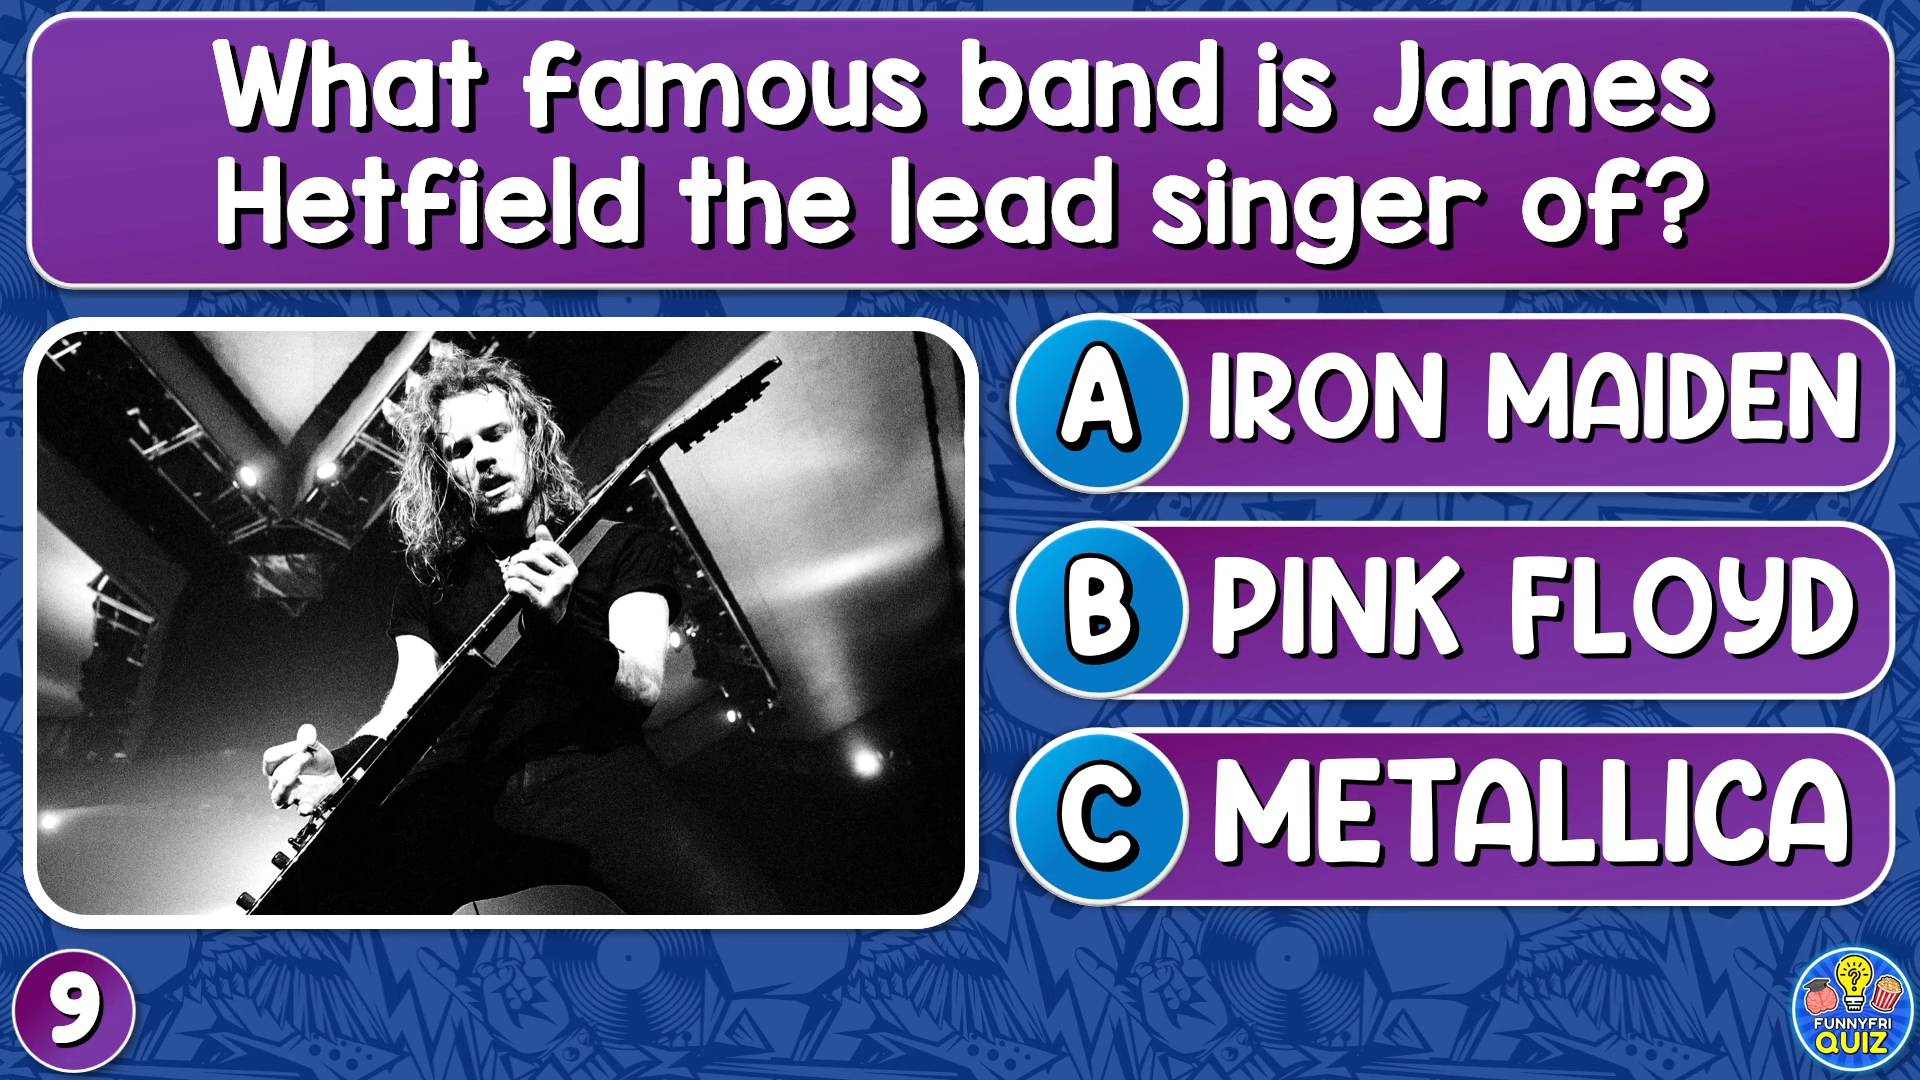 What famous band is James
Hetfield the lead singer of?
A IRON MAIDEN
B PINK FLOYD
C METALLICA
9
?
FUNNYFRI
QUIZ